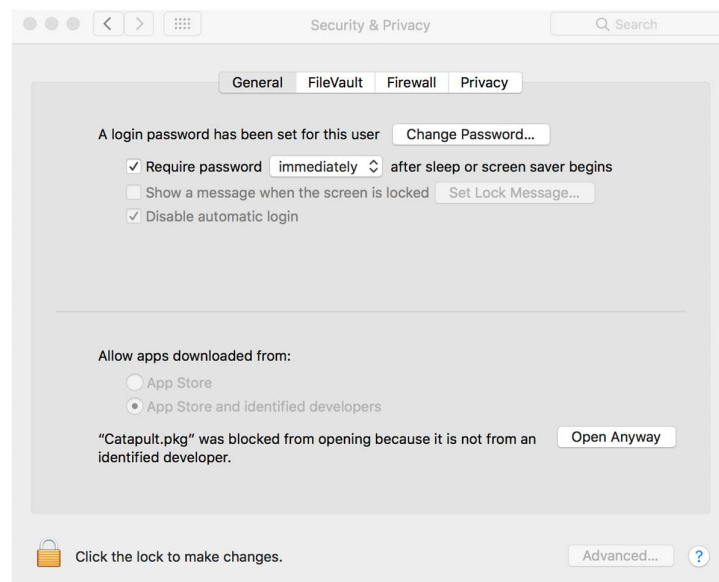 Security & Privacy
Search
General FileVault Firewall Privacy
A login password has been set for this user Change Password...
Require password immediately after sleep or screen saver begins
Show a message when the screen is locked Set Lock Message...
Disable automatic login
Allow apps downloaded from:
App Store
App Store and identified developers
“Catapult.pkg” was blocked from opening because it is not from an
identified developer.
Open Anyway
Click the lock to make changes.
Advanced...
?